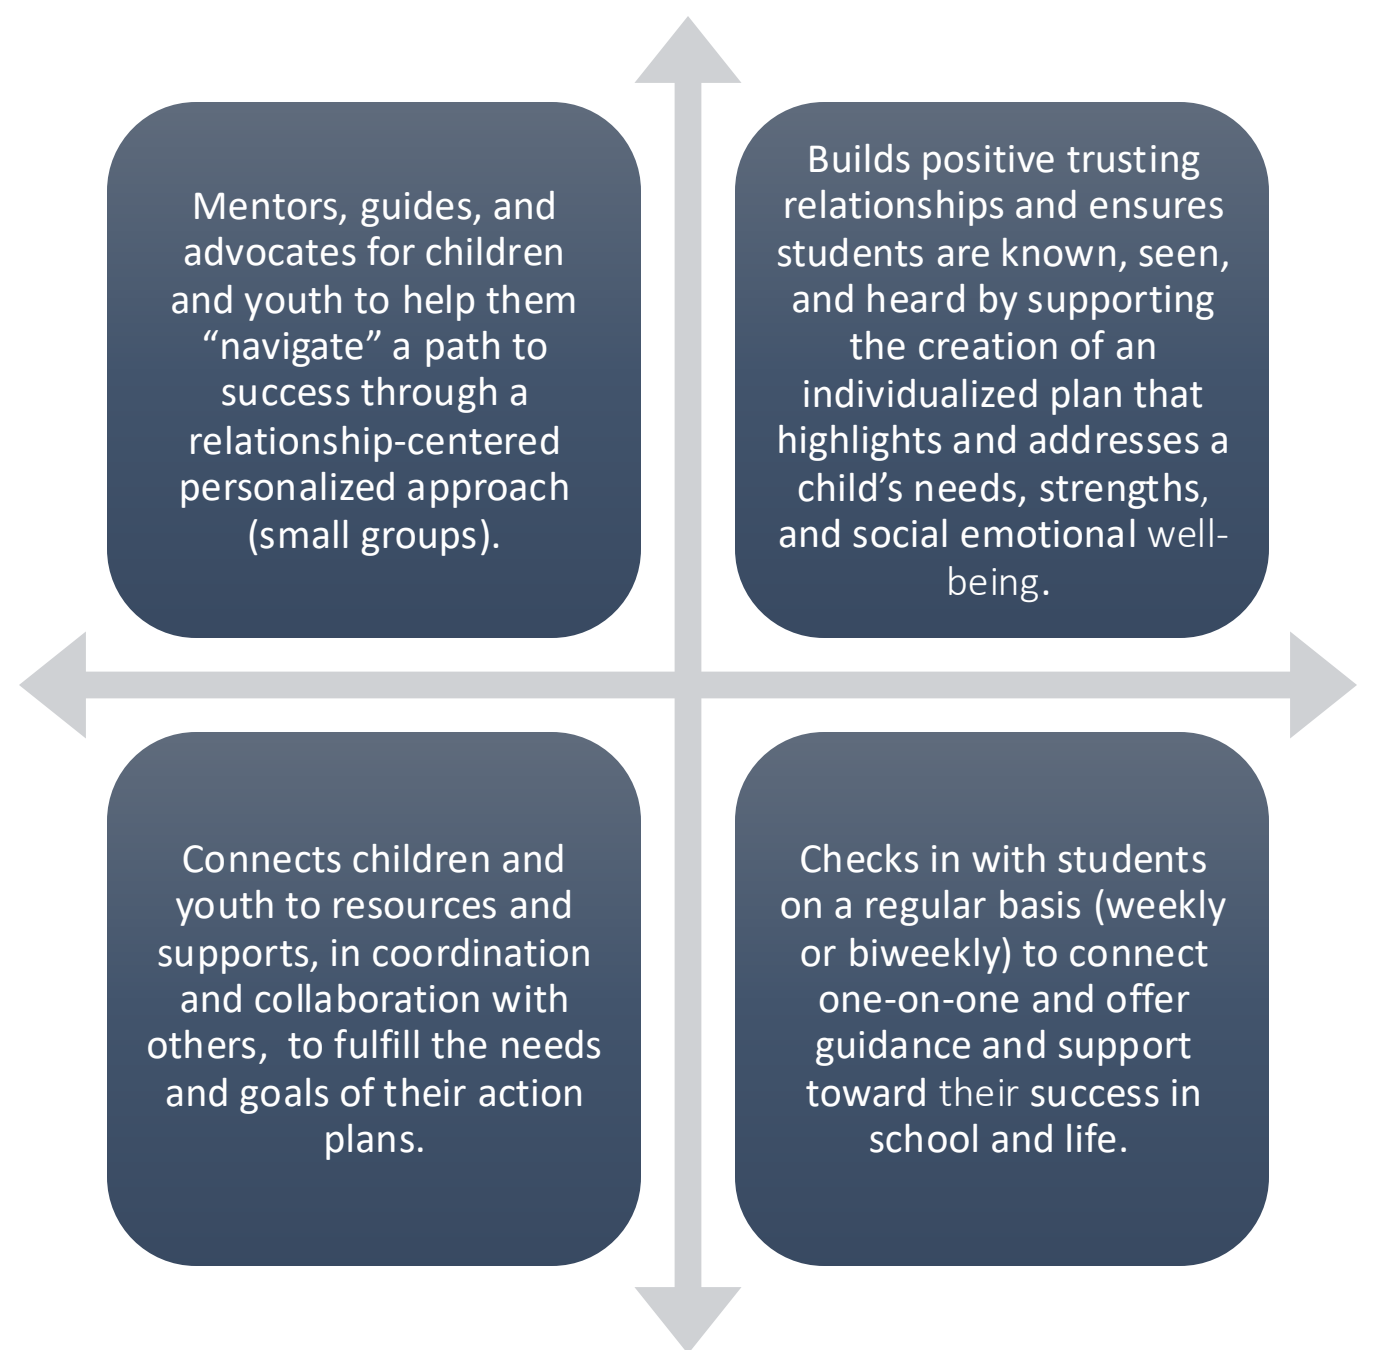 Mentors, guides, and
advocates for children
and youth to help them
“navigate” a path to
success through a
relationship-centered
personalized approach
(small groups).
Builds positive trusting
relationships and ensures
students are known, seen,
and heard by supporting
the creation of an
individualized plan that
highlights and addresses a
child’s needs, strengths,
and social emotional well-
being.
Connects children and
youth to resources and
supports, in coordination
and collaboration with
others,  to fulfill the needs
and goals of their action
plans.
Checks in with students
on a regular basis (weekly
or biweekly) to connect
one-on-one and offer
guidance and support
toward their success in
school and life.